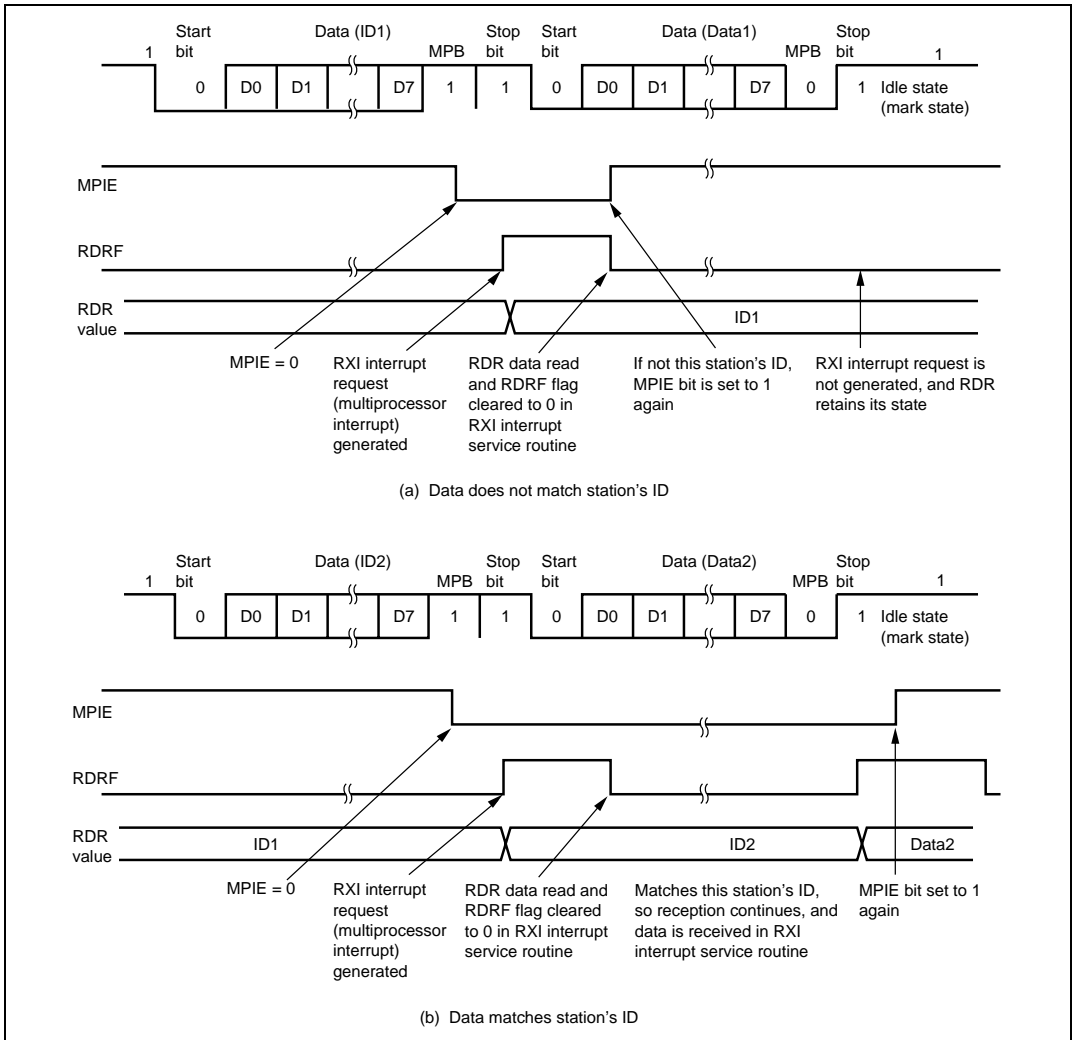 Start
bit
Data (ID1)
MPB
Stop
bit
Start
bit
Data (Data1)
MPB
Stop
bit
1
1
0 D0 D1 D7 1 1 0 D0 D1 D7 0 1 Idle state
(mark state)
MPIE
RDRF
RDR
value
ID1
MPIE = 0
RXI interrupt
request
(multiprocessor
interrupt)
generated
RDR data read
and RDRF flag
cleared to 0 in
RXI interrupt
service routine
If not this station's ID,
MPIE bit is set to 1
again
RXI interrupt request is
not generated, and RDR
retains its state
(a) Data does not match station's ID
Start
bit
Data (ID2)
MPB
Stop
bit
Start
bit
Data (Data2)
MPB
Stop
bit
1
1
0 D0 D1 D7 1 1 0 D0 D1 D7 0 1 Idle state
(mark state)
MPIE
RDRF
RDR
value
ID1
ID2
Data2
MPIE = 0
RXI interrupt
request
(multiprocessor
interrupt)
generated
RDR data read and
RDRF flag cleared
to 0 in RXI interrupt
service routine
Matches this station's ID,
so reception continues, and
data is received in RXI
interrupt service routine
MPIE bit set to 1
again
(b) Data matches station's ID